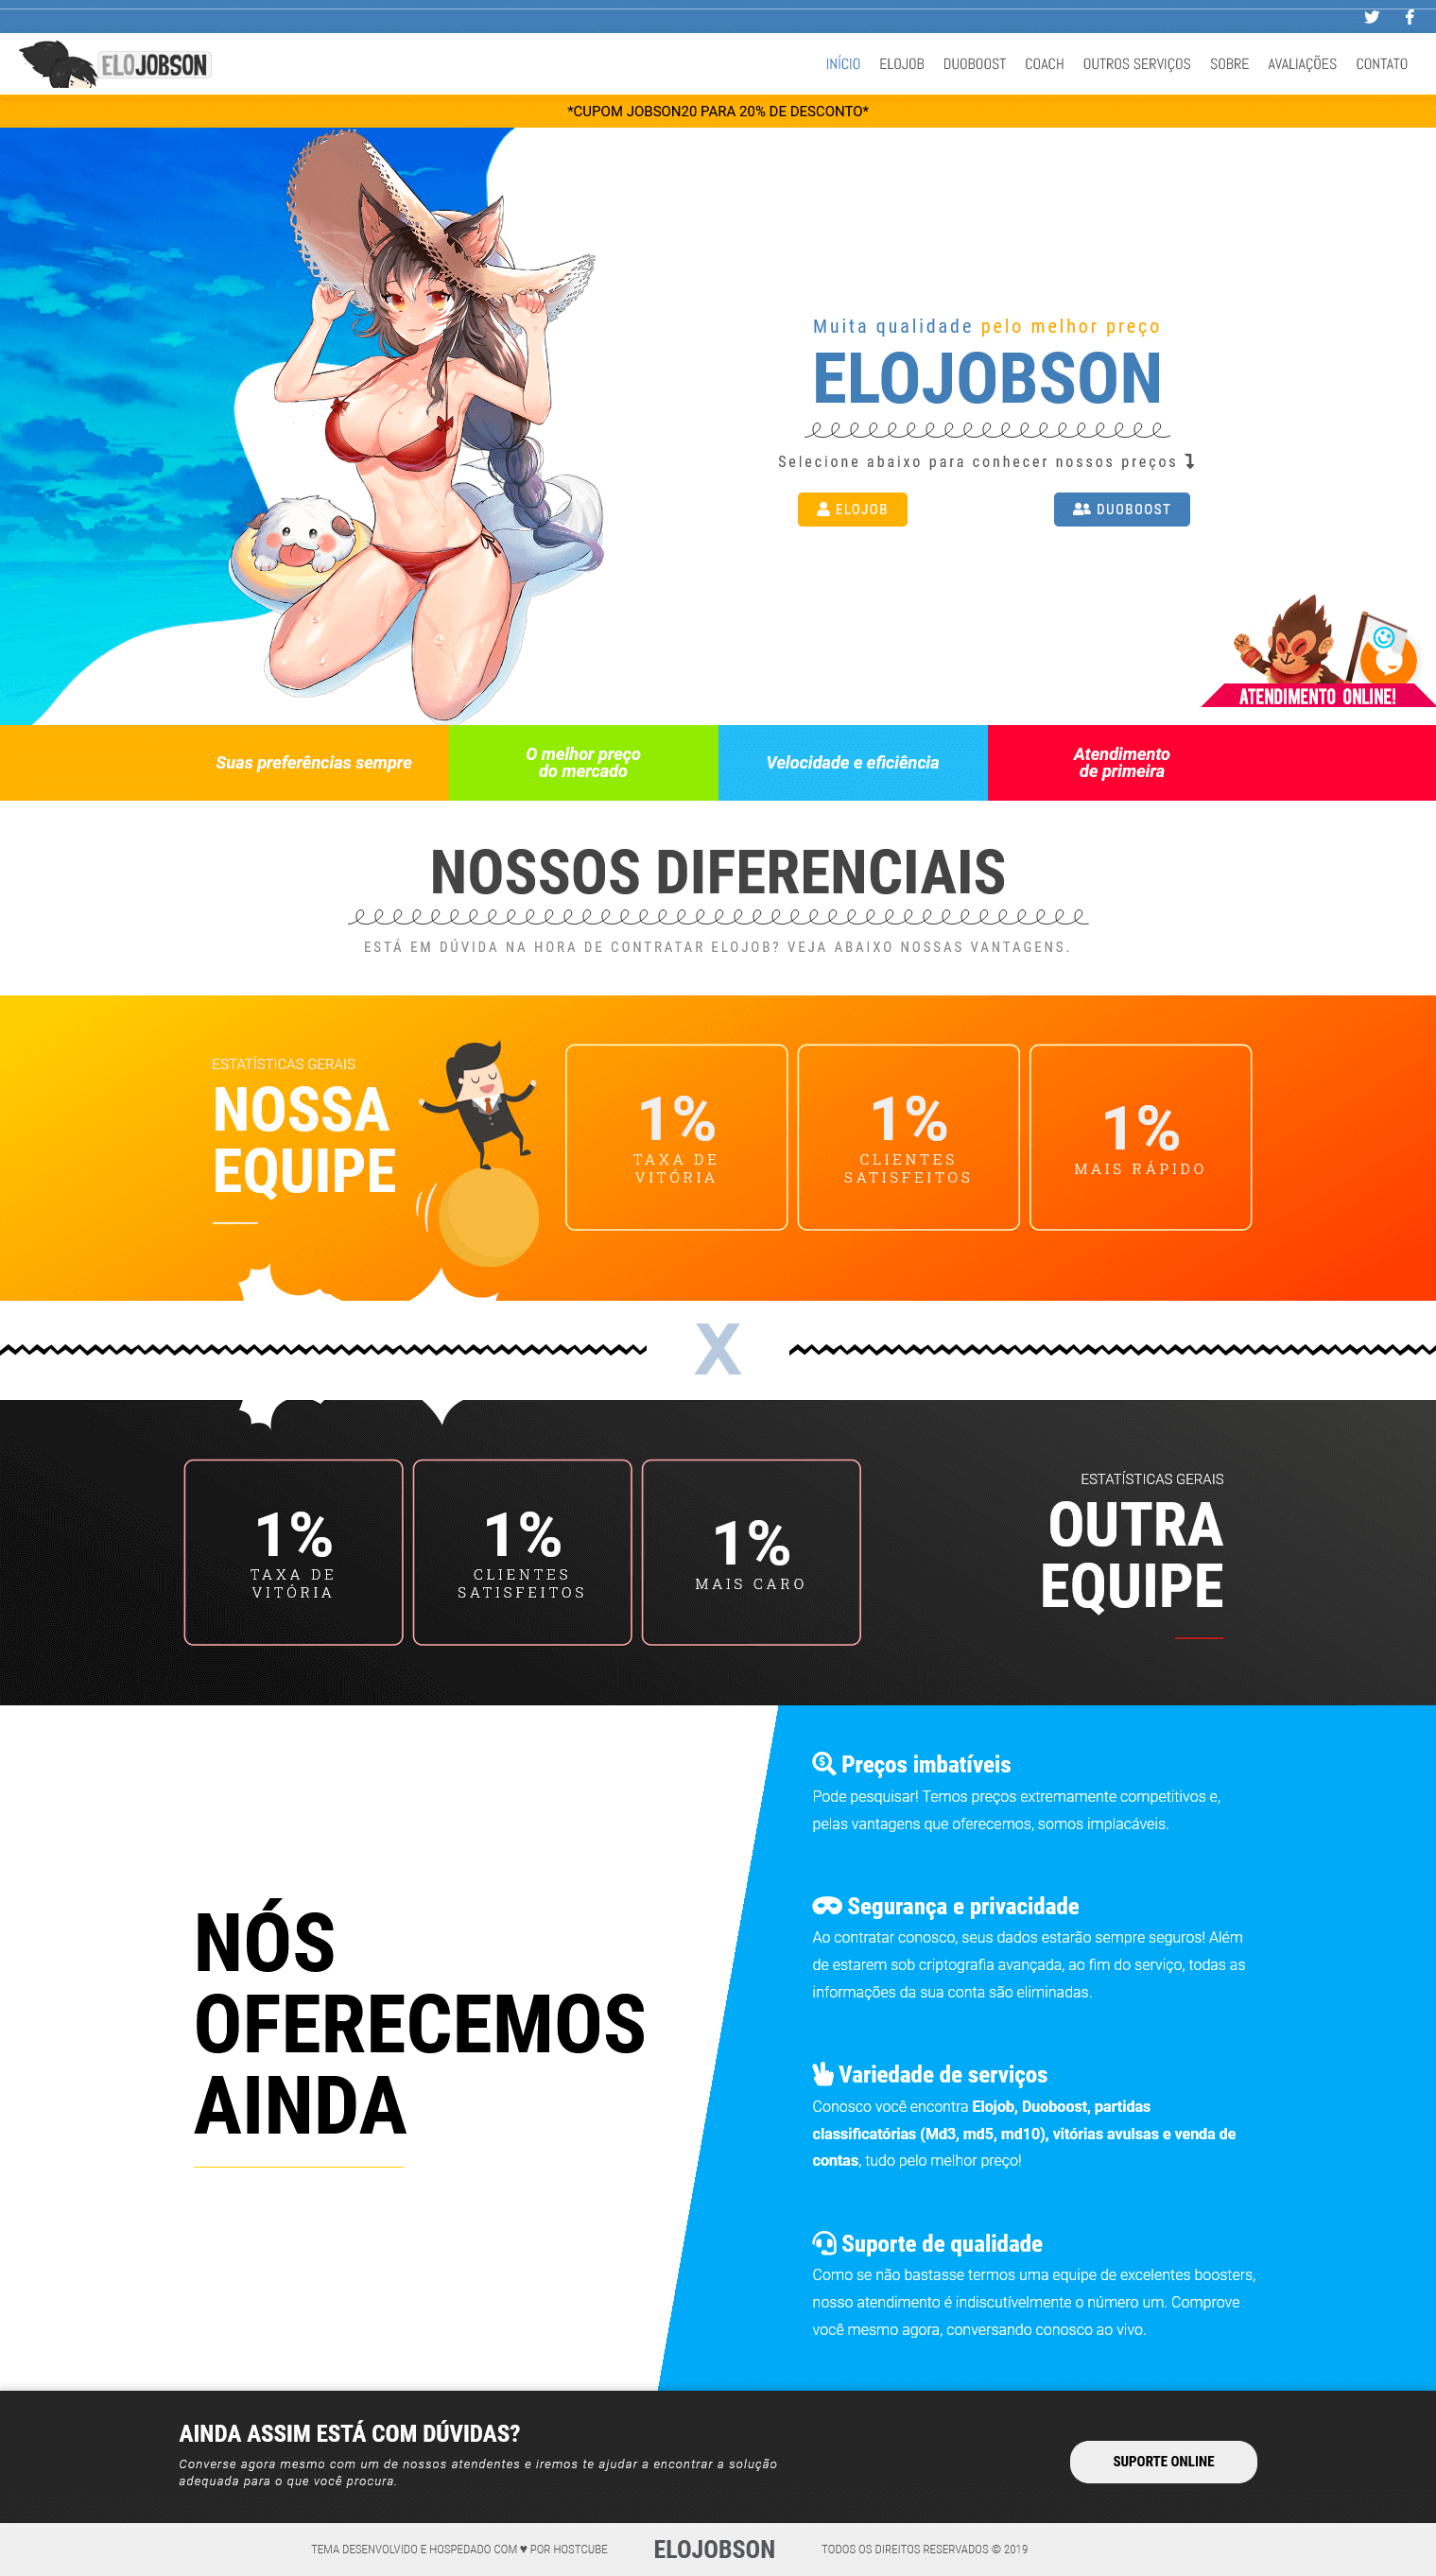 ELOJOBSON
INÍCIO ELOJOB DUOBOOST COACH OUTROS SERVIÇOS SOBRE AVALIAÇÕES CONTATO
*CUPOM JOBSON20 PARA 20% DE DESCONTO*
Muita qualidade pelo melhor preço
ELOJOBSON
Selecione abaixo para conhecer nossos preços
ELOJOB
DUOBOOST
ATENDIMENTO ONLINE!
Suas preferências sempre
O melhor preço
do mercado
Velocidade e eficiência
Atendimento
de primeira
NOSSOS DIFERENCIAIS
ESTÁ EM DÚVIDA NA HORA DE CONTRATAR ELOJOB? VEJA ABAIXO NOSSAS VANTAGENS.
ESTATÍSTICAS GERAIS
NOSSA
EQUIPE
1%
TAXA DE
VITÓRIA
1%
CLIENTES
SATISFEITOS
1%
MAIS RÁPIDO
X
1%
TAXA DE
VITÓRIA
1%
CLIENTES
SATISFEITOS
1%
MAIS CARO
ESTATÍSTICAS GERAIS
OUTRA
EQUIPE
NÓS
OFERECEMOS
AINDA
Preços imbatíveis
Pode pesquisar! Temos preços extremamente competitivos e,
pelas vantagens que oferecemos, somos implacáveis.
Segurança e privacidade
Ao contratar conosco, seus dados estarão sempre seguros! Além
de estarem sob criptografia avançada, ao fim do serviço, todas as
informações da sua conta são eliminadas.
Variedade de serviços
Conosco você encontra Elojob, Duoboost, partidas
classificatórias (Md3, md5, md10), vitórias avulsas e venda de
contas, tudo pelo melhor preço!
Suporte de qualidade
Como se não bastasse termos uma equipe de excelentes boosters,
nosso atendimento é indiscutívelmente o número um. Comprove
você mesmo agora, conversando conosco ao vivo.
AINDA ASSIM ESTÁ COM DÚVIDAS?
Converse agora mesmo com um de nossos atendentes e iremos te ajudar a encontrar a solução
adequada para o que você procura.
SUPORTE ONLINE
TEMA DESENVOLVIDO E HOSPEDADO COM ♥ POR HOSTCUBE
ELOJOBSON
TODOS OS DIREITOS RESERVADOS © 2019